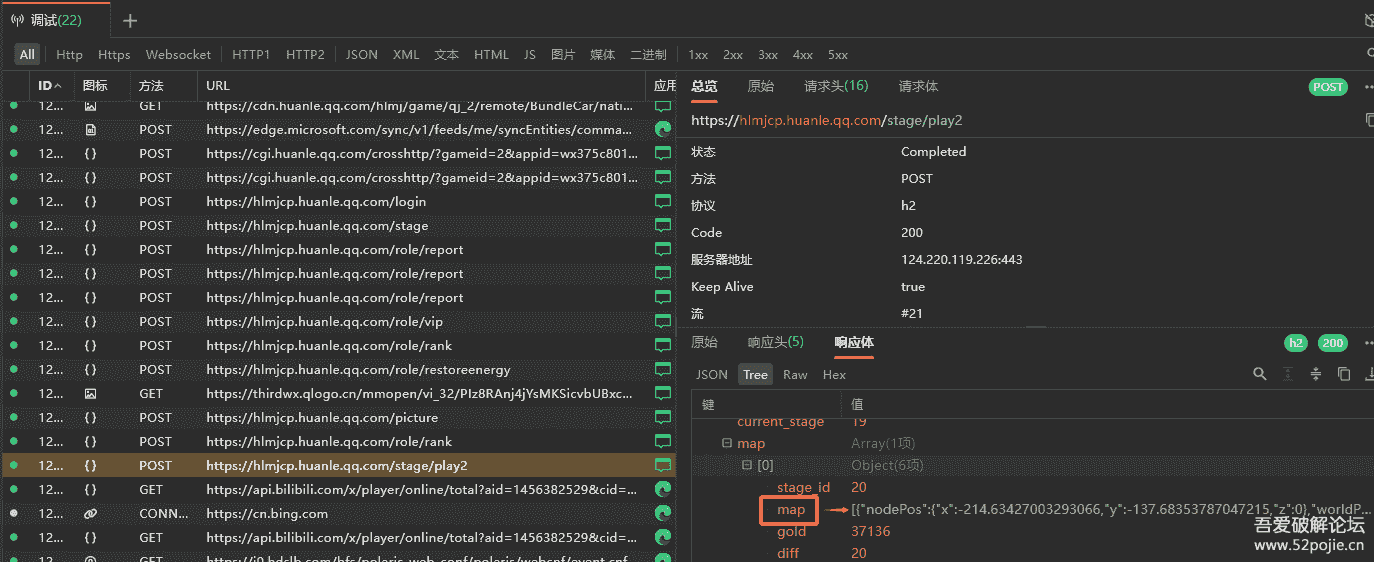 调试(22)
All Http Https Websocket HTTP1 HTTP2 JSON XML 文本 HTML JS 图片 媒体 二进制 1xx 2xx 3xx 4xx 5xx
ID 图标 方法 URL 应用
12... GET https://cdn.huanle.qq.com/hlmj/game/qj_2/remote/BundleCar/nati...
12... POST https://edge.microsoft.com/sync/v1/feeds/me/syncEntities/comma...
12... {} POST https://cgi.huanle.qq.com/crosshttp/?gameid=2&appid=wx375c801...
12... {} POST https://cgi.huanle.qq.com/crosshttp/?gameid=2&appid=wx375c801...
12... {} POST https://hlmjcp.huanle.qq.com/login
12... {} POST https://hlmjcp.huanle.qq.com/stage
12... {} POST https://hlmjcp.huanle.qq.com/role/report
12... {} POST https://hlmjcp.huanle.qq.com/role/report
12... {} POST https://hlmjcp.huanle.qq.com/role/report
12... {} POST https://hlmjcp.huanle.qq.com/role/vip
12... {} POST https://hlmjcp.huanle.qq.com/role/rank
12... {} POST https://hlmjcp.huanle.qq.com/role/restoreenergy
12... GET https://thirdwx.qlogo.cn/mmopen/vi_32/PIz8RAnj4jYsMKSicvbUBxc...
12... {} POST https://hlmjcp.huanle.qq.com/picture
12... {} POST https://hlmjcp.huanle.qq.com/role/rank
12... {} POST https://hlmjcp.huanle.qq.com/stage/play2
12... {} GET https://api.bilibili.com/x/player/online/total?aid=1456382529&cid=...
12... CONN... https://cn.bing.com
12... {} GET https://api.bilibili.com/x/player/online/total?aid=1456382529&cid=...
总览 原始 请求头(16) 请求体 POST
https://hlmjcp.huanle.qq.com/stage/play2
状态 Completed
方法 POST
协议 h2
Code 200
服务器地址 124.220.119.226:443
Keep Alive true
流 #21
原始 响应头(5) 响应体 h2 200
JSON Tree Raw Hex
键 值
current_stage 19
map Array(1项)
[0] Object(6项)
stage_id 20
map [{"nodePos":{"x":-214.63427003293066,"y":-137.68353787047215,"z":0},"worldP...
gold 37136
diff 20
吾爱破解论坛
www.52pojie.cn